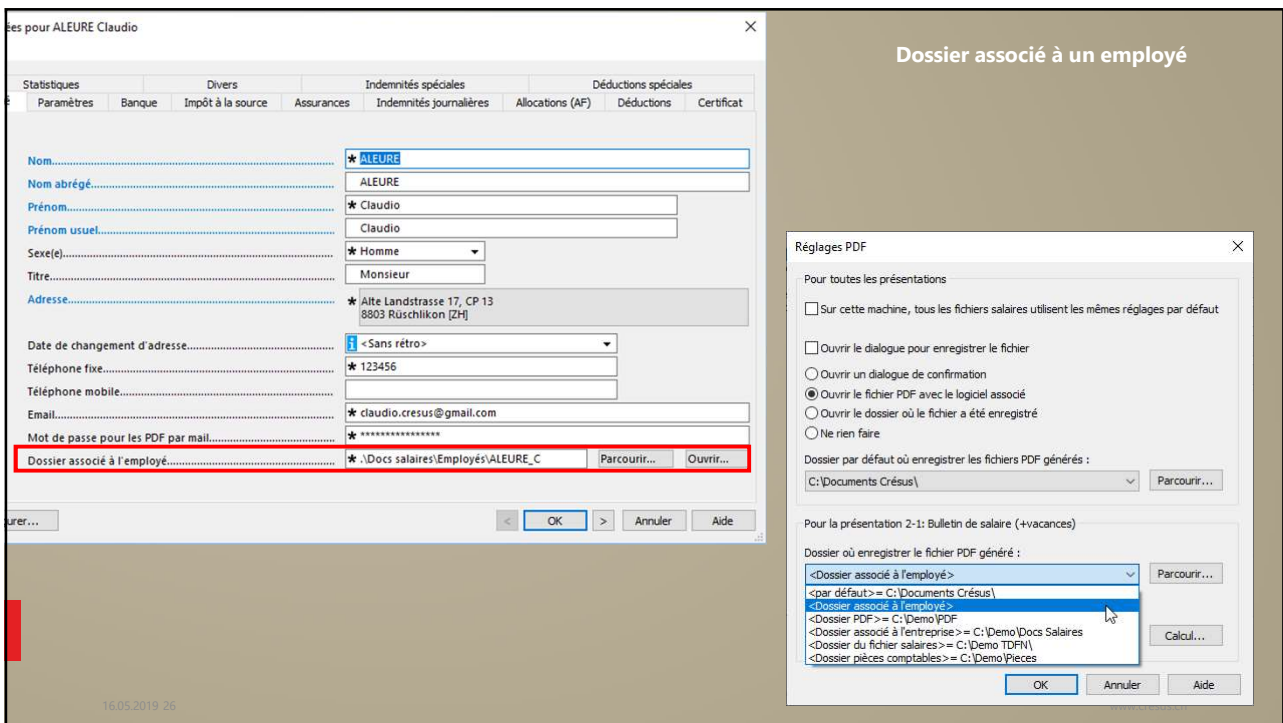 Dossier associé à un employé
ées pour ALEURE Claudio
Statistiques Divers Indemnités spéciales Déductions spéciales
é Paramètres Banque Impôt à la source Assurances Indemnités journalières Allocations (AF) Déductions Certificat
Nom * ALEURE
Nom abrégé ALEURE
Prénom * Claudio
Prénom usuel Claudio
Sexe(e) * Homme
Titre Monsieur
Adresse * Alte Landstrasse 17, CP 13
8803 Rüschlikon [ZH]
Date de changement d'adresse <Sans rétro>
Téléphone fixe * 123456
Téléphone mobile
Email * claudio.cresus@gmail.com
Mot de passe pour les PDF par mail * ****************
Dossier associé à l'employé * .\Docs salaires\Employés\ALEURE_C Parcourir... Ouvrir...
urer... < OK > Annuler Aide
Réglages PDF
Pour toutes les présentations
Sur cette machine, tous les fichiers salaires utilisent les mêmes réglages par défaut
Ouvrir le dialogue pour enregistrer le fichier
Ouvrir un dialogue de confirmation
Ouvrir le fichier PDF avec le logiciel associé
Ouvrir le dossier où le fichier a été enregistré
Ne rien faire
Dossier par défaut où enregistrer les fichiers PDF générés :
C:\Documents Crésus\ Parcourir...
Pour la présentation 2-1: Bulletin de salaire (+vacances)
Dossier où enregistrer le fichier PDF généré :
<Dossier associé à l'employé> Parcourir...
<par défaut>= C:\Documents Crésus\
<Dossier associé à l'employé>
<Dossier PDF>= C:\Demo\PDF
<Dossier associé à l'entreprise>= C:\Demo\Docs Salaires
<Dossier du fichier salaires>= C:\Demo TDFN\
<Dossier pièces comptables>= C:\Demo\Pieces
Calcul...
OK Annuler Aide
16.05.2019 26